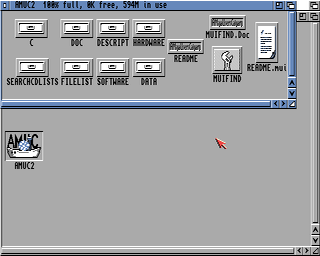 AMUC2 100% full, 0K free, 594M in use
C DOC DESCRIPT HARDWARE
MUIFIND.Doc
README
SEARCHCDLISTS FILELIST SOFTWARE DATA
MUIFIND
README.mui
AMUC
AMUC2